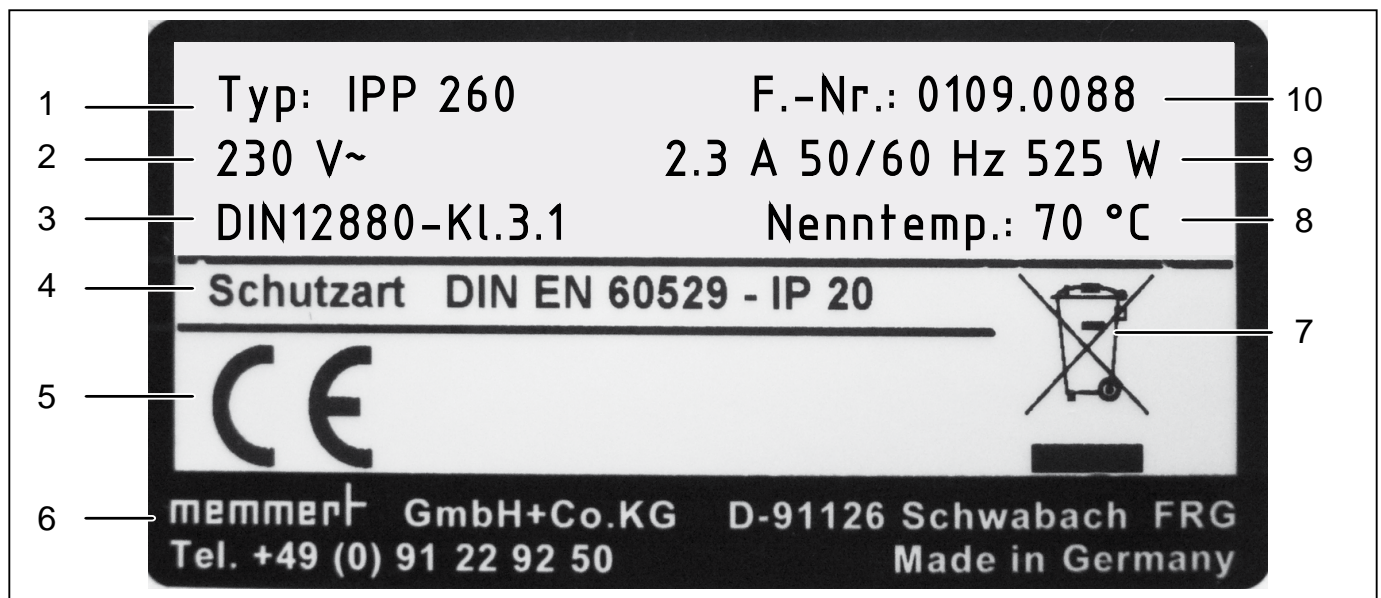 1 Typ: IPP 260 F.-Nr.: 0109.0088 10
2 230 V~ 2.3 A 50/60 Hz 525 W 9
3 DIN12880-Kl.3.1 Nenntemp.: 70 °C 8
4 Schutzart DIN EN 60529 - IP 20
7
5 CE
6 memmert GmbH+Co.KG D-91126 Schwabach FRG
Tel. +49 (0) 91 22 92 50 Made in Germany